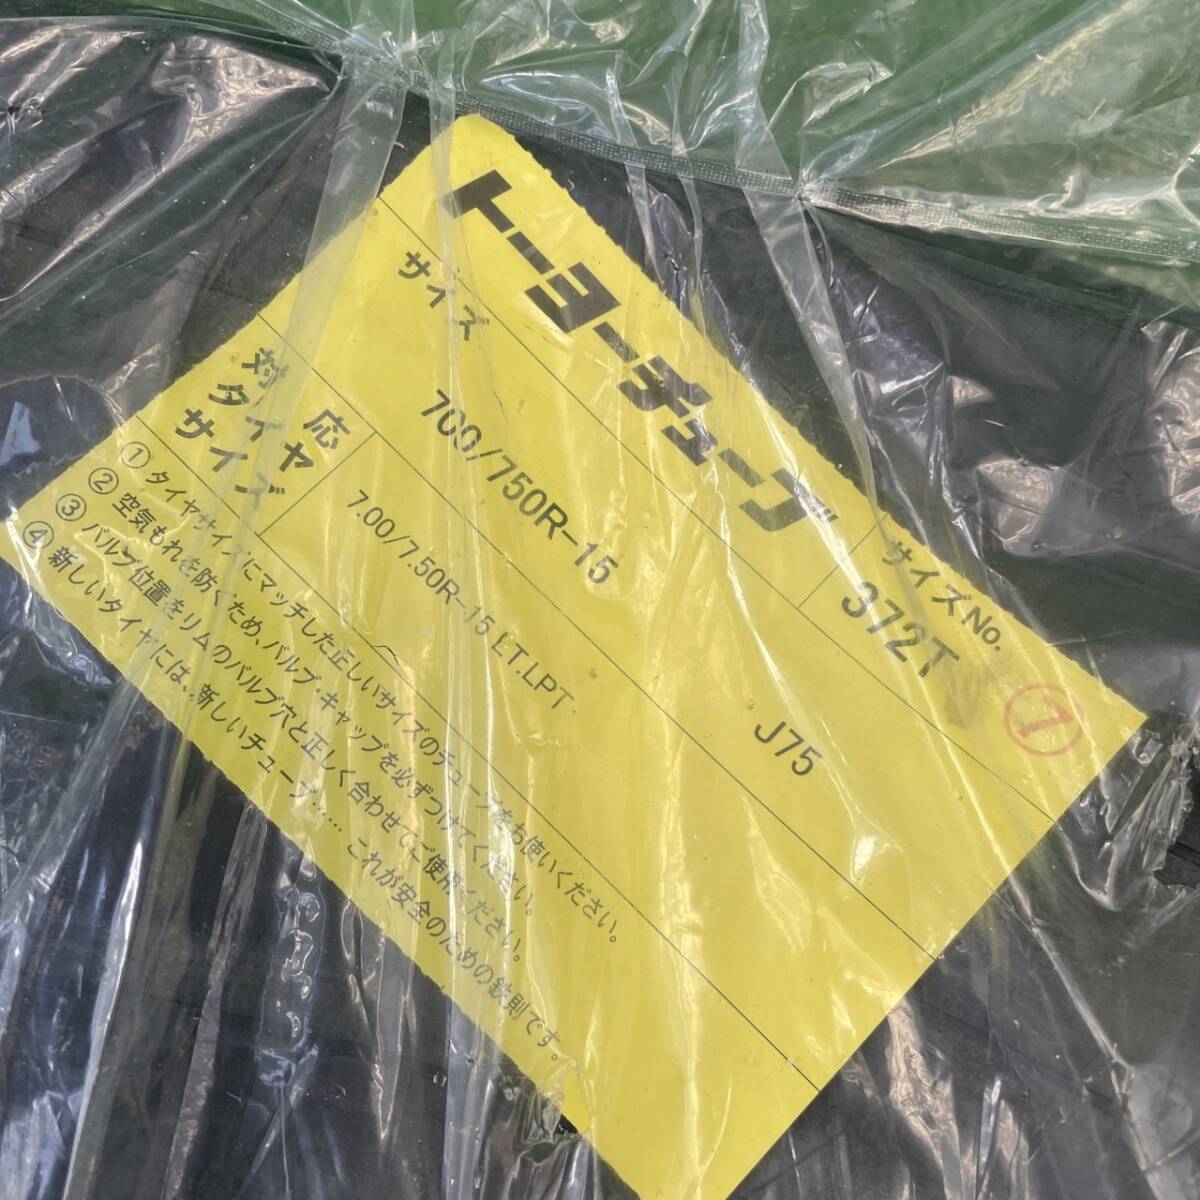 トーヨーチューブ
サイズNo.
372T
⑦
サイズ
700/750R-15
J75
対応
タイヤ
サイズ
7.00/7.50R-15 LT.LPT
① タイヤサイズにマッチした正しいサイズのチューブをお使いください。
② 空気もれを防ぐため、バルブ・キャップを必ずつけてください。
③ バルブ位置をリムのバルブ穴と正しく合わせてご使用ください。
④ 新しいタイヤには、新しいチューブ…… これが安全のための鉄則です。